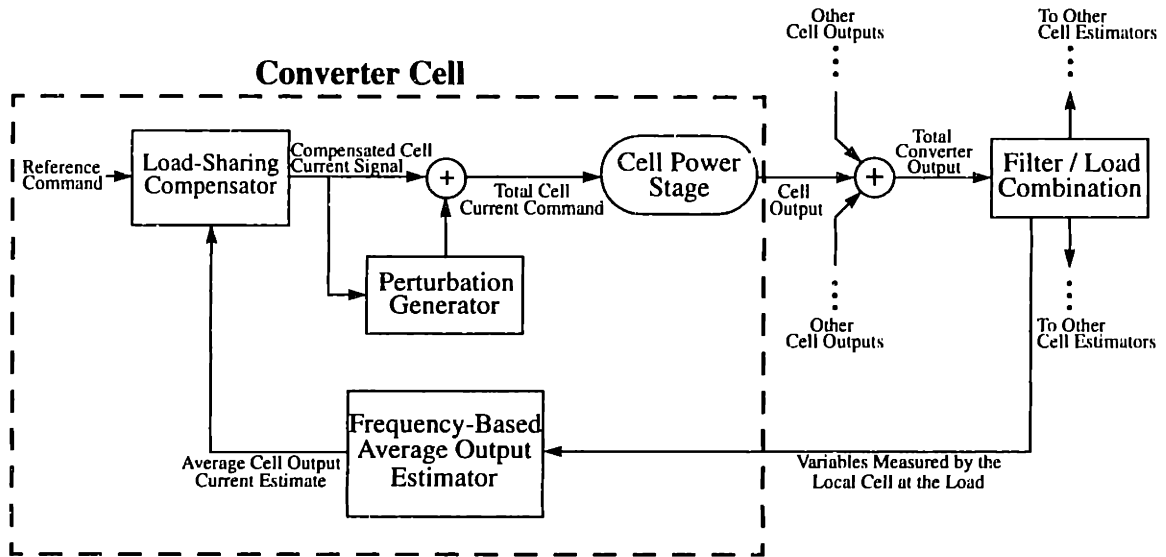 Converter Cell
Other
Cell Outputs
To Other
Cell Estimators
Reference
Command
Load-Sharing
Compensator
Compensated Cell
Current Signal
+
Total Cell
Current Command
Cell Power
Stage
Cell
Output
+
Total
Converter
Output
Filter / Load
Combination
Perturbation
Generator
Other
Cell Outputs
To Other
Cell Estimators
Frequency-Based
Average Output
Estimator
Average Cell Output
Current Estimate
Variables Measured by the
Local Cell at the Load